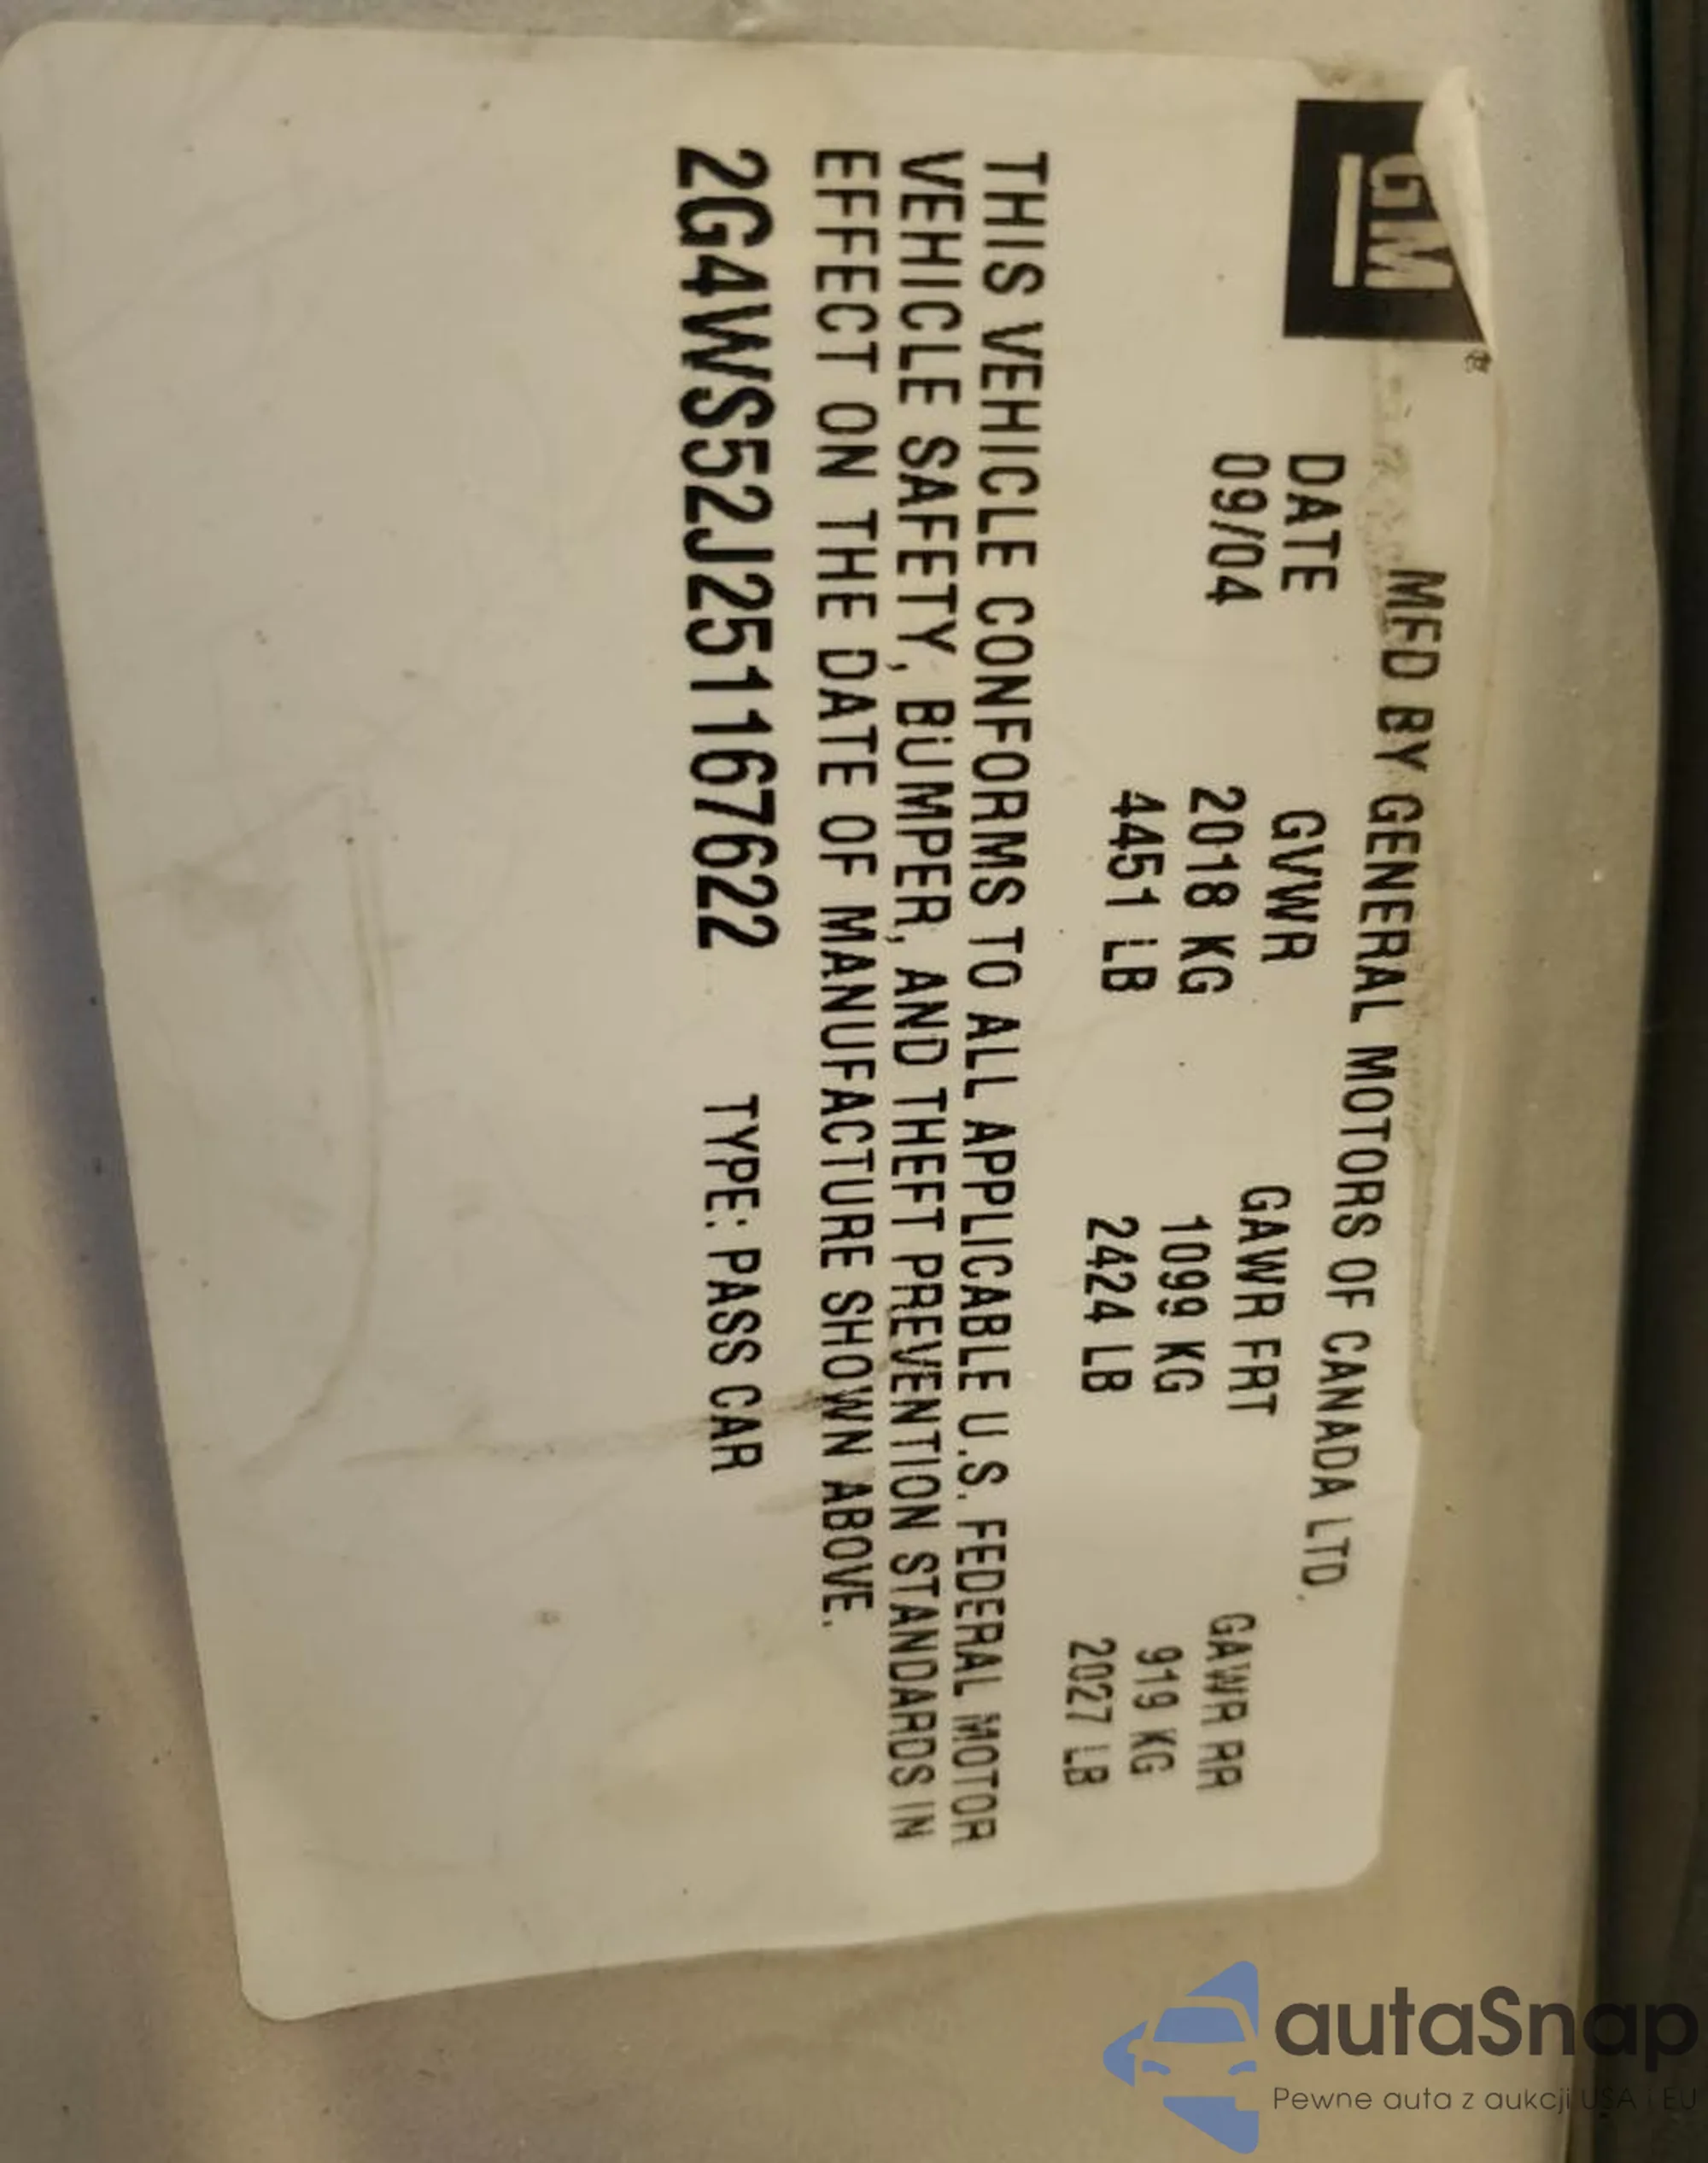 GM®
MFD BY GENERAL MOTORS OF CANADA LTD.
DATE GVWR GAWR FRT GAWR RR
09/04 2018 KG 1099 KG 919 KG
4451 LB 2424 LB 2027 LB
THIS VEHICLE CONFORMS TO ALL APPLICABLE U.S. FEDERAL MOTOR
VEHICLE SAFETY, BUMPER, AND THEFT PREVENTION STANDARDS IN
EFFECT ON THE DATE OF MANUFACTURE SHOWN ABOVE.
2G4WS52J251167622 TYPE: PASS CAR
autaSnap
Pewne auta z aukcji USA i EU